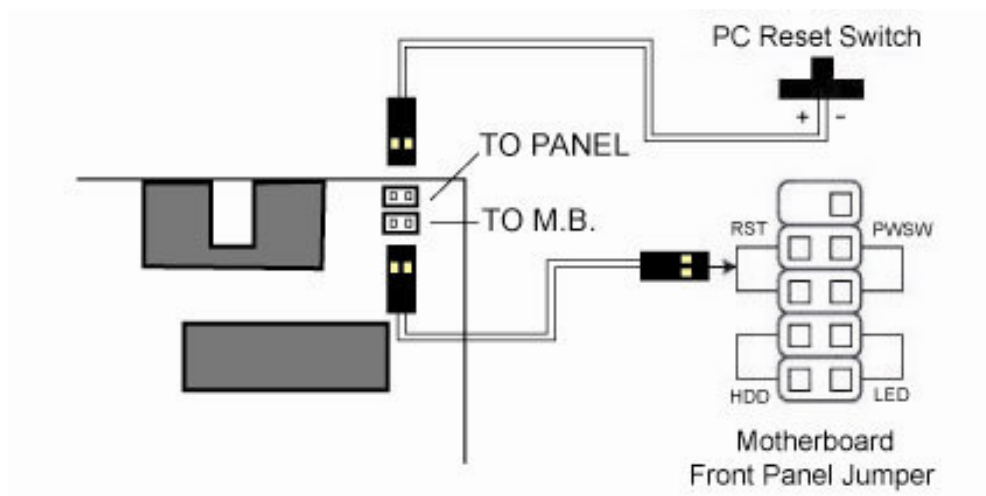 PC Reset Switch
+ -
TO PANEL
TO M.B.
RST
PWSW
HDD
LED
Motherboard
Front Panel Jumper